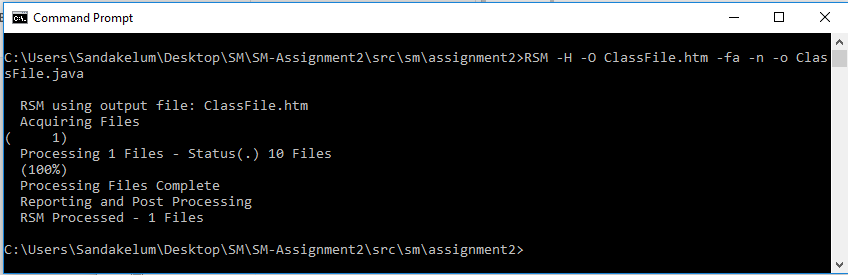 Command Prompt
C:\Users\Sandakelum\Desktop\SM\SM-Assignment2\src\sm\assignment2>RSM -H -O ClassFile.htm -fa -n -o Clas
sFile.java
RSM using output file: ClassFile.htm
Acquiring Files
(     1)
Processing 1 Files - Status(.) 10 Files
(100%)
Processing Files Complete
Reporting and Post Processing
RSM Processed - 1 Files
C:\Users\Sandakelum\Desktop\SM\SM-Assignment2\src\sm\assignment2>